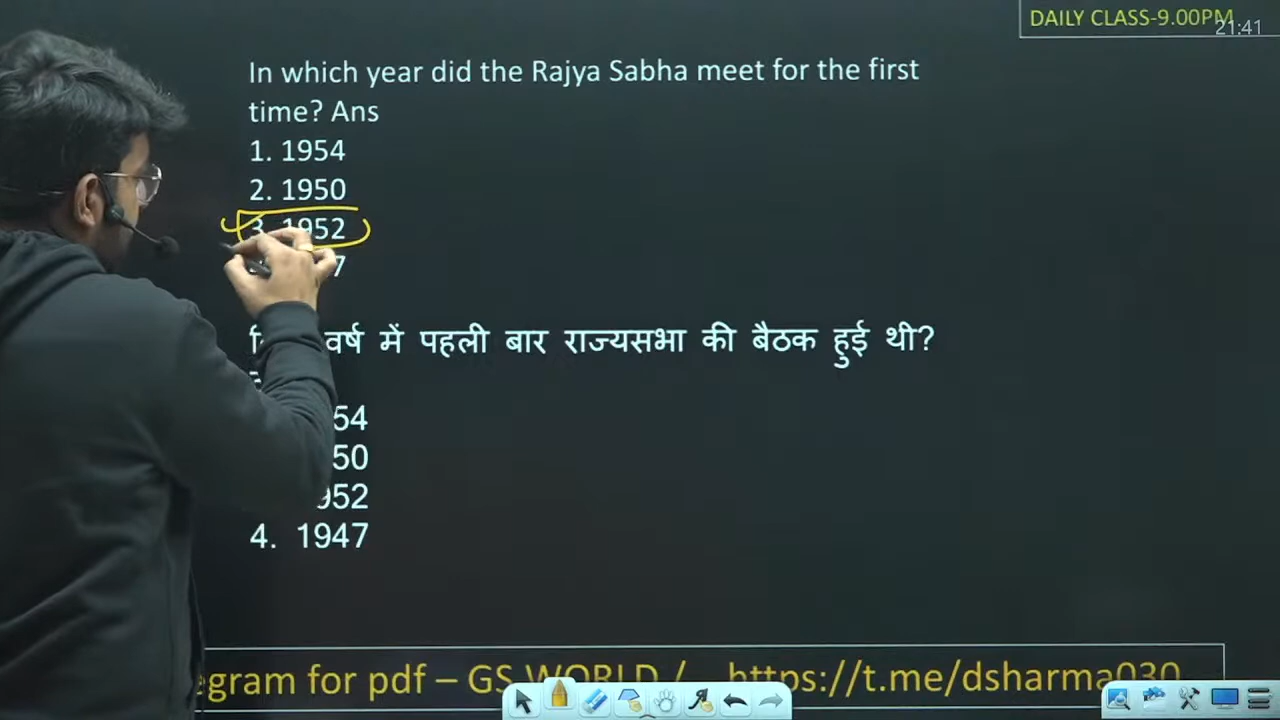 DAILY CLASS-9.00PM
21:41
In which year did the Rajya Sabha meet for the first
time? Ans
1. 1954
2. 1950
3. 1952
7
वर्ष में पहली बार राज्यसभा की बैठक हुई थी?
54
50
952
4. 1947
egram for pdf – GS WORLD / https://t.me/dsharma030